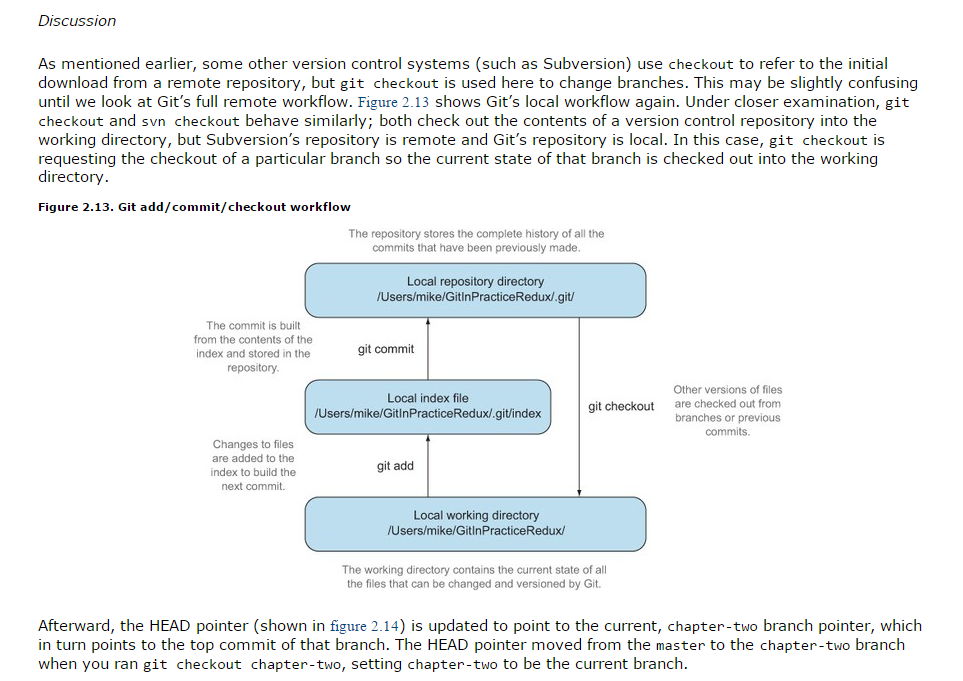 Discussion
As mentioned earlier, some other version control systems (such as Subversion) use checkout to refer to the initial
download from a remote repository, but git checkout is used here to change branches. This may be slightly confusing
until we look at Git’s full remote workflow. Figure 2.13 shows Git’s local workflow again. Under closer examination, git
checkout and svn checkout behave similarly; both check out the contents of a version control repository into the
working directory, but Subversion’s repository is remote and Git’s repository is local. In this case, git checkout is
requesting the checkout of a particular branch so the current state of that branch is checked out into the working
directory.
Figure 2.13. Git add/commit/checkout workflow
The repository stores the complete history of all the
commits that have been previously made.
Local repository directory
/Users/mike/GitInPracticeRedux/.git/
The commit is built
from the contents of the
index and stored in the
repository.
git commit
Local index file
/Users/mike/GitInPracticeRedux/.git/index
git checkout
Other versions of files
are checked out from
branches or previous
commits.
Changes to files
are added to the
index to build the
next commit.
git add
Local working directory
/Users/mike/GitInPracticeRedux/
The working directory contains the current state of all
the files that can be changed and versioned by Git.
Afterward, the HEAD pointer (shown in figure 2.14) is updated to point to the current, chapter-two branch pointer, which
in turn points to the top commit of that branch. The HEAD pointer moved from the master to the chapter-two branch
when you ran git checkout chapter-two, setting chapter-two to be the current branch.